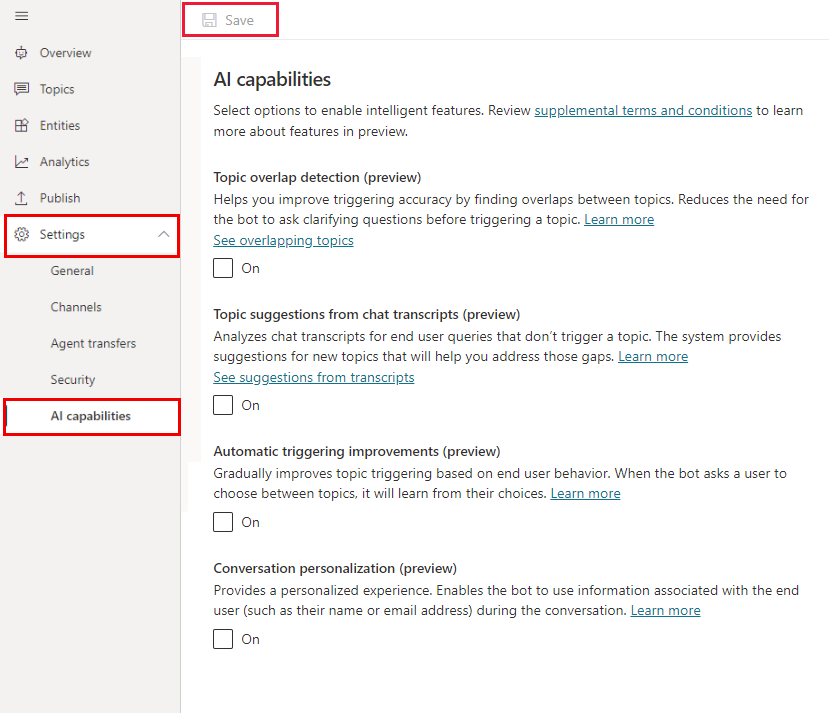 Save
Overview
Topics
Entities
Analytics
Publish
Settings
General
Channels
Agent transfers
Security
AI capabilities
AI capabilities
Select options to enable intelligent features. Review supplemental terms and conditions to learn
more about features in preview.
Topic overlap detection (preview)
Helps you improve triggering accuracy by finding overlaps between topics. Reduces the need for
the bot to ask clarifying questions before triggering a topic. Learn more
See overlapping topics
On
Topic suggestions from chat transcripts (preview)
Analyzes chat transcripts for end user queries that don’t trigger a topic. The system provides
suggestions for new topics that will help you address those gaps. Learn more
See suggestions from transcripts
On
Automatic triggering improvements (preview)
Gradually improves topic triggering based on end user behavior. When the bot asks a user to
choose between topics, it will learn from their choices. Learn more
On
Conversation personalization (preview)
Provides a personalized experience. Enables the bot to use information associated with the end
user (such as their name or email address) during the conversation. Learn more
On